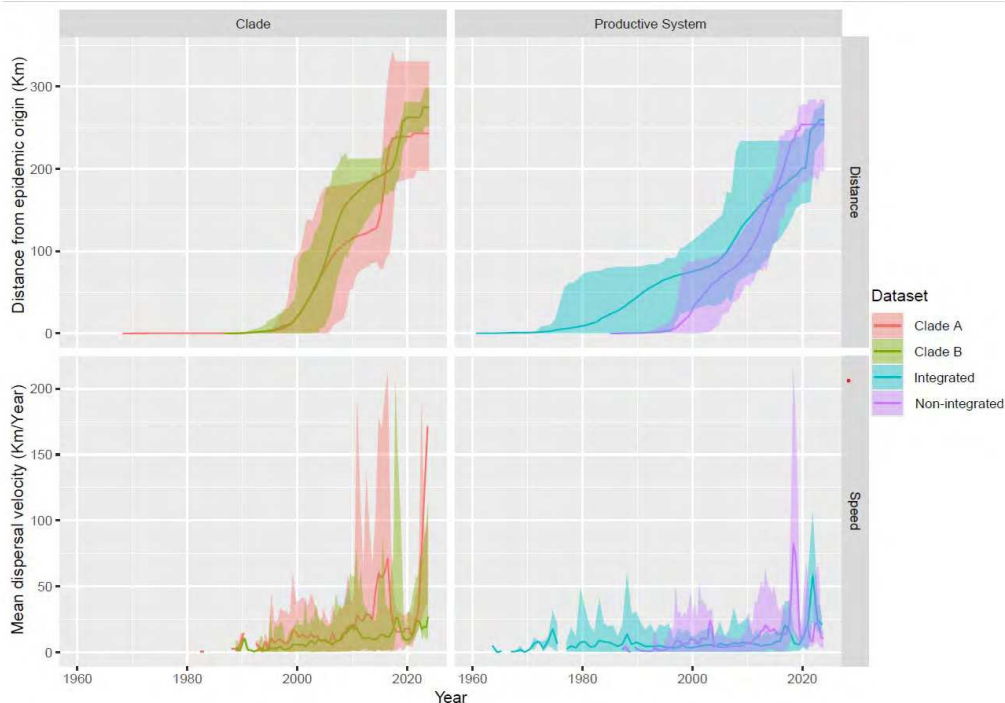 Clade
Productive System
Distance from epidemic origin (Km)
300
200
100
0
Distance
Mean dispersal velocity (Km/Year)
200
150
100
50
0
Speed
1960
1980
2000
2020
1960
1980
2000
2020
Year
Dataset
Clade A
Clade B
Integrated
Non-integrated